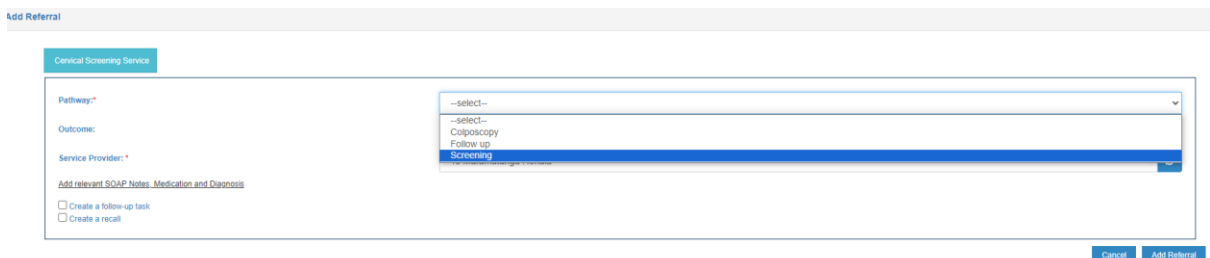 Add Referral
Cervical Screening Service
Pathway:*
--select--
--select--
Colposcopy
Outcome:
Follow up
Screening
Service Provider: *
Add relevant SOAP Notes, Medication and Diagnosis
Create a follow-up task
Create a recall
Cancel Add Referral